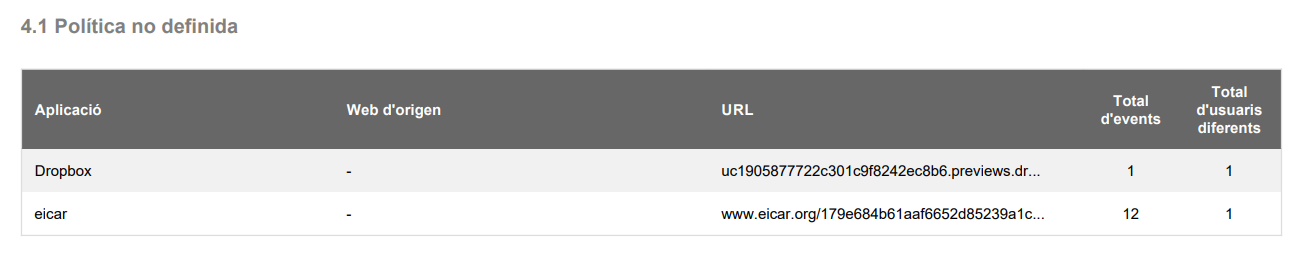 4.1 Política no definida
Aplicació Web d'origen URL Total d'events Total d'usuaris diferents
Dropbox - uc1905877722c301c9f8242ec8b6.previews.dr... 1 1
eicar - www.eicar.org/179e684b61aaf6652d85239a1c... 12 1